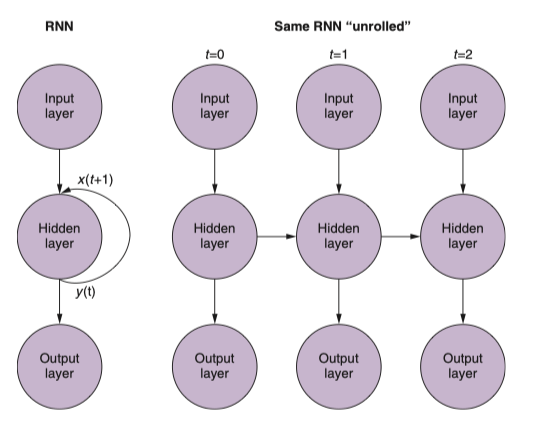 RNN
Same RNN “unrolled”
t=0
t=1
t=2
Input
layer
Input
layer
Input
layer
Input
layer
x(t+1)
Hidden
layer
Hidden
layer
Hidden
layer
Hidden
layer
y(t)
Output
layer
Output
layer
Output
layer
Output
layer